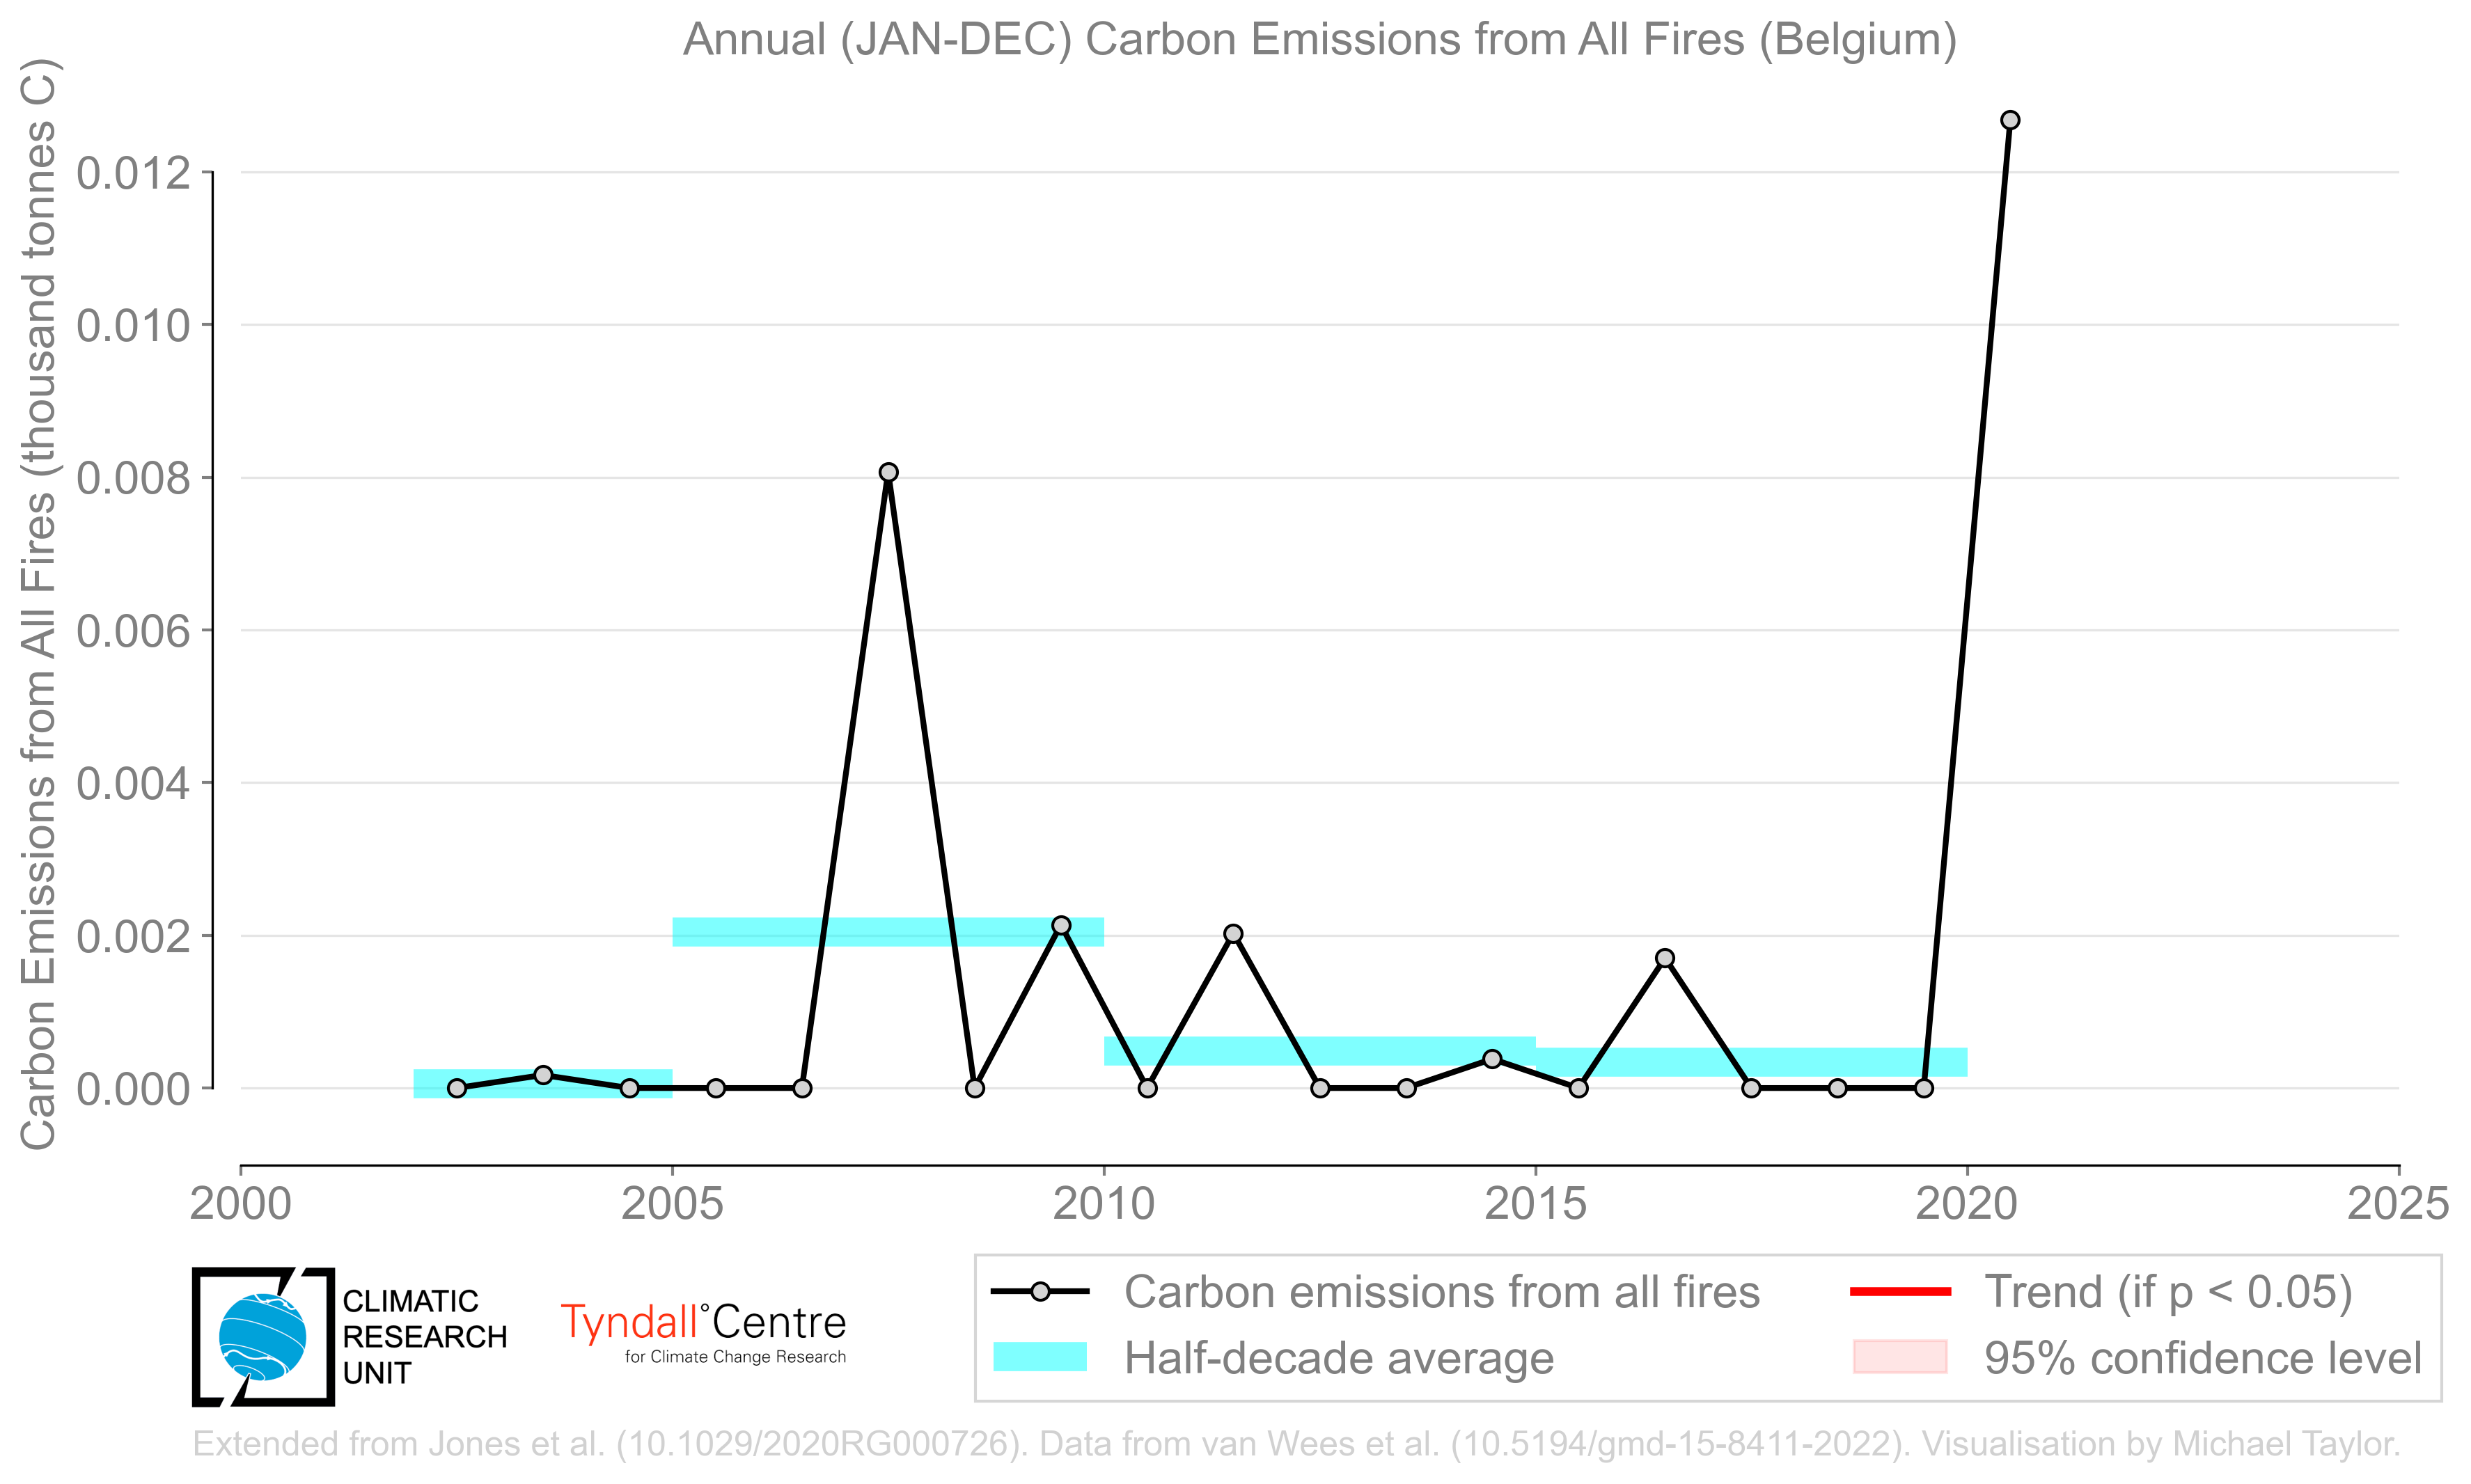 Annual (JAN-DEC) Carbon Emissions from All Fires (Belgium)
Carbon Emissions from All Fires (thousand tonnes C)
0.012
0.010
0.008
0.006
0.004
0.002
0.000
2000 2005 2010 2015 2020 2025
CLIMATIC
RESEARCH
UNIT
Tyndall°Centre
for Climate Change Research
Carbon emissions from all fires
Half-decade average
Trend (if p < 0.05)
95% confidence level
Extended from Jones et al. (10.1029/2020RG000726). Data from van Wees et al. (10.5194/gmd-15-8411-2022). Visualisation by Michael Taylor.